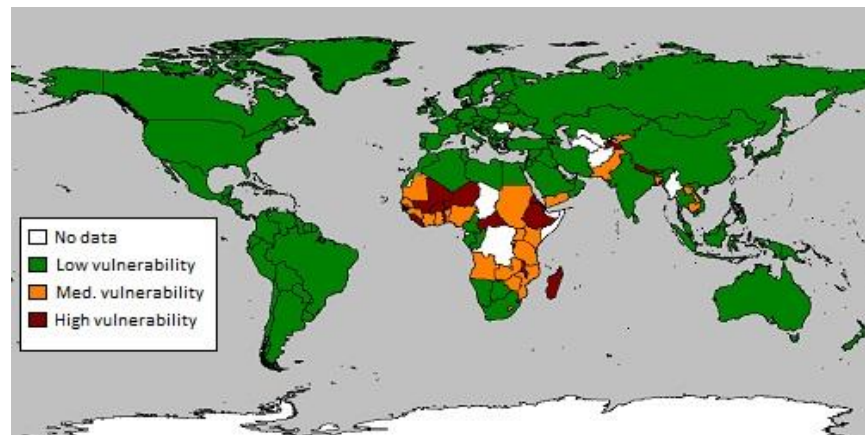 No data
Low vulnerability
Med. vulnerability
High vulnerability